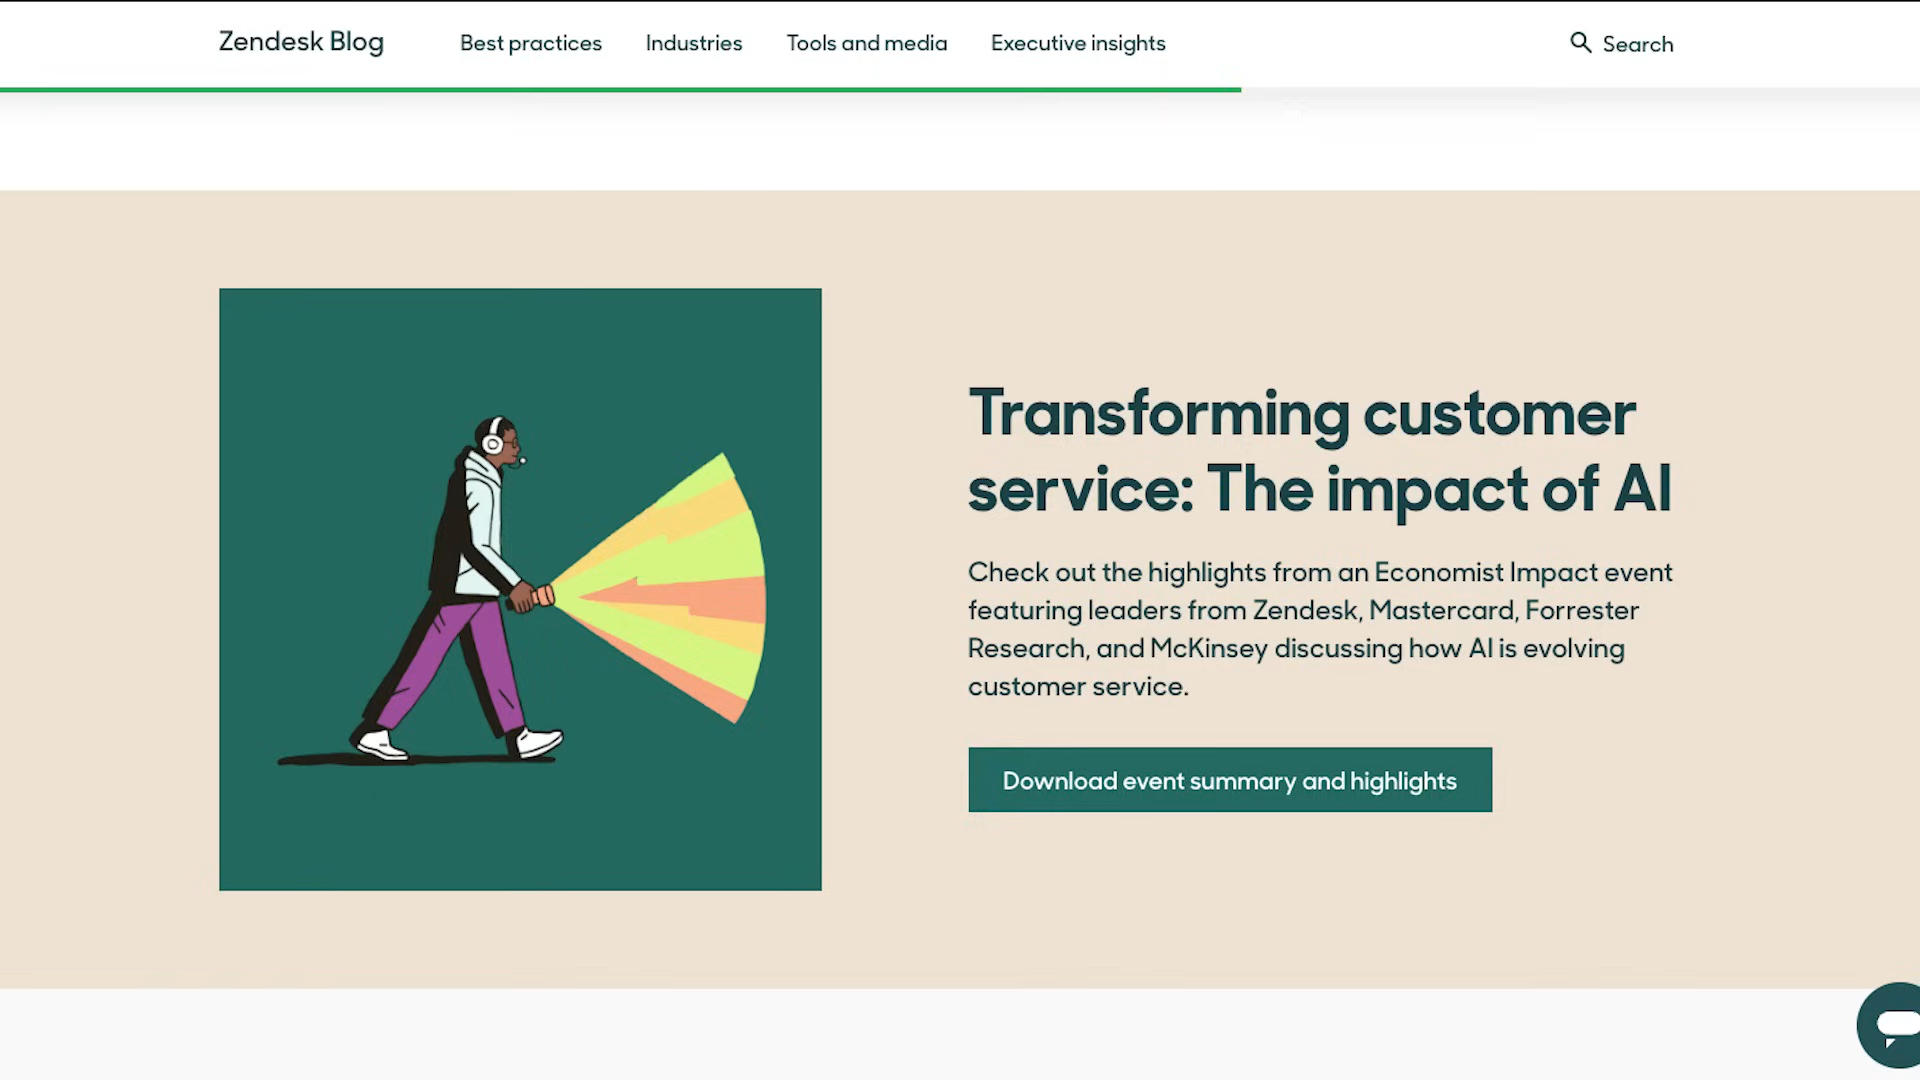 Zendesk Blog
Best practices
Industries
Tools and media
Executive insights
Search
Transforming customer
service: The impact of AI
Check out the highlights from an Economist Impact event
featuring leaders from Zendesk, Mastercard, Forrester
Research, and McKinsey discussing how AI is evolving
customer service.
Download event summary and highlights